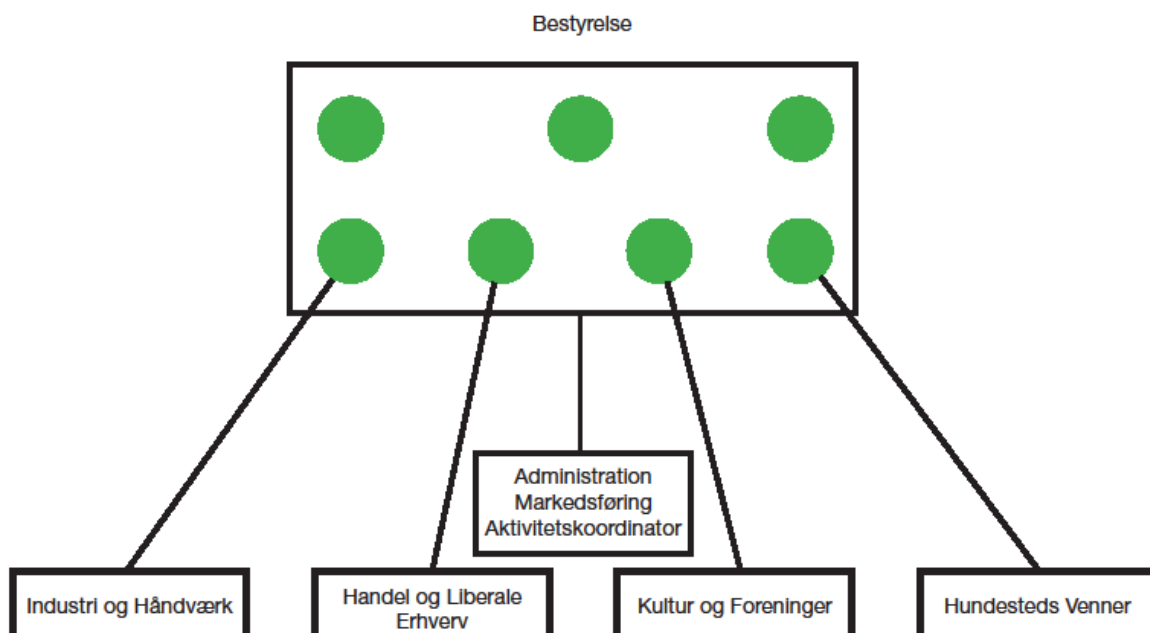 Bestyrelse
Administration
Markedsføring
Aktivitetskoordinator
Industri og Håndværk
Handel og Liberale
Erhverv
Kultur og Foreninger
Hundesteds Venner